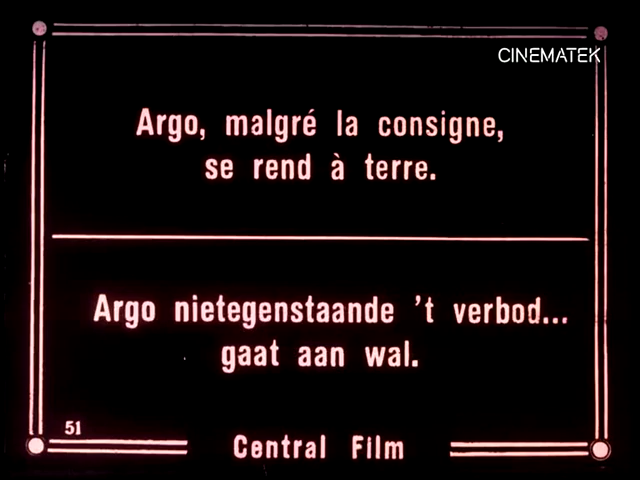 CINEMATEK
Argo, malgré la consigne,
se rend à terre.
Argo nietegenstaande 't verbod...
gaat aan wal.
51
Central Film